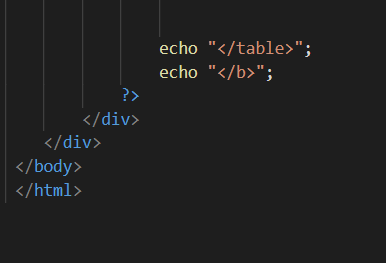 echo "</table>";
echo "</b>";
?>
</div>
</div>
</body>
</html>